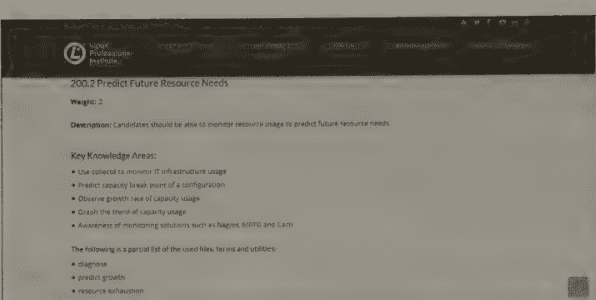 Linux
Professional
Institute
200.2 Predict Future Resource Needs
Weight: 2
Description: Candidates should be able to monitor resource usage to predict future resource needs.
Key Knowledge Areas:
Use collectd to monitor IT infrastructure usage
Predict capacity break point of a configuration
Observe growth rate of capacity usage
Graph the trend of capacity usage
Awareness of monitoring solutions such as Nagios, MRTG and Cacti
The following is a partial list of the used files, terms and utilities:
diagnose
predict growth
resource exhaustion